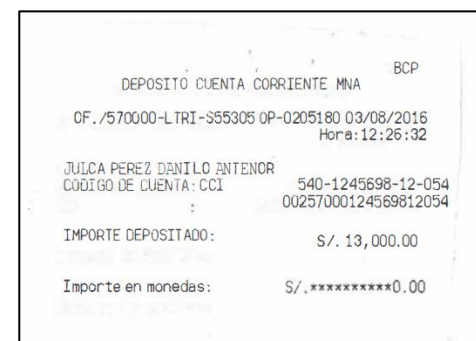 BCP
DEPOSITO CUENTA CORRIENTE MNA
OF./570000-LTRI-S55305 OP-0205180 03/08/2016
Hora:12:26:32
JULCA PEREZ DANILO ANTENOR
CODIGO DE CUENTA: CCI 540-1245698-12-054
: 00257000124569812054
IMPORTE DEPOSITADO: S/. 13,000.00
Importe en monedas: S/.**********0.00